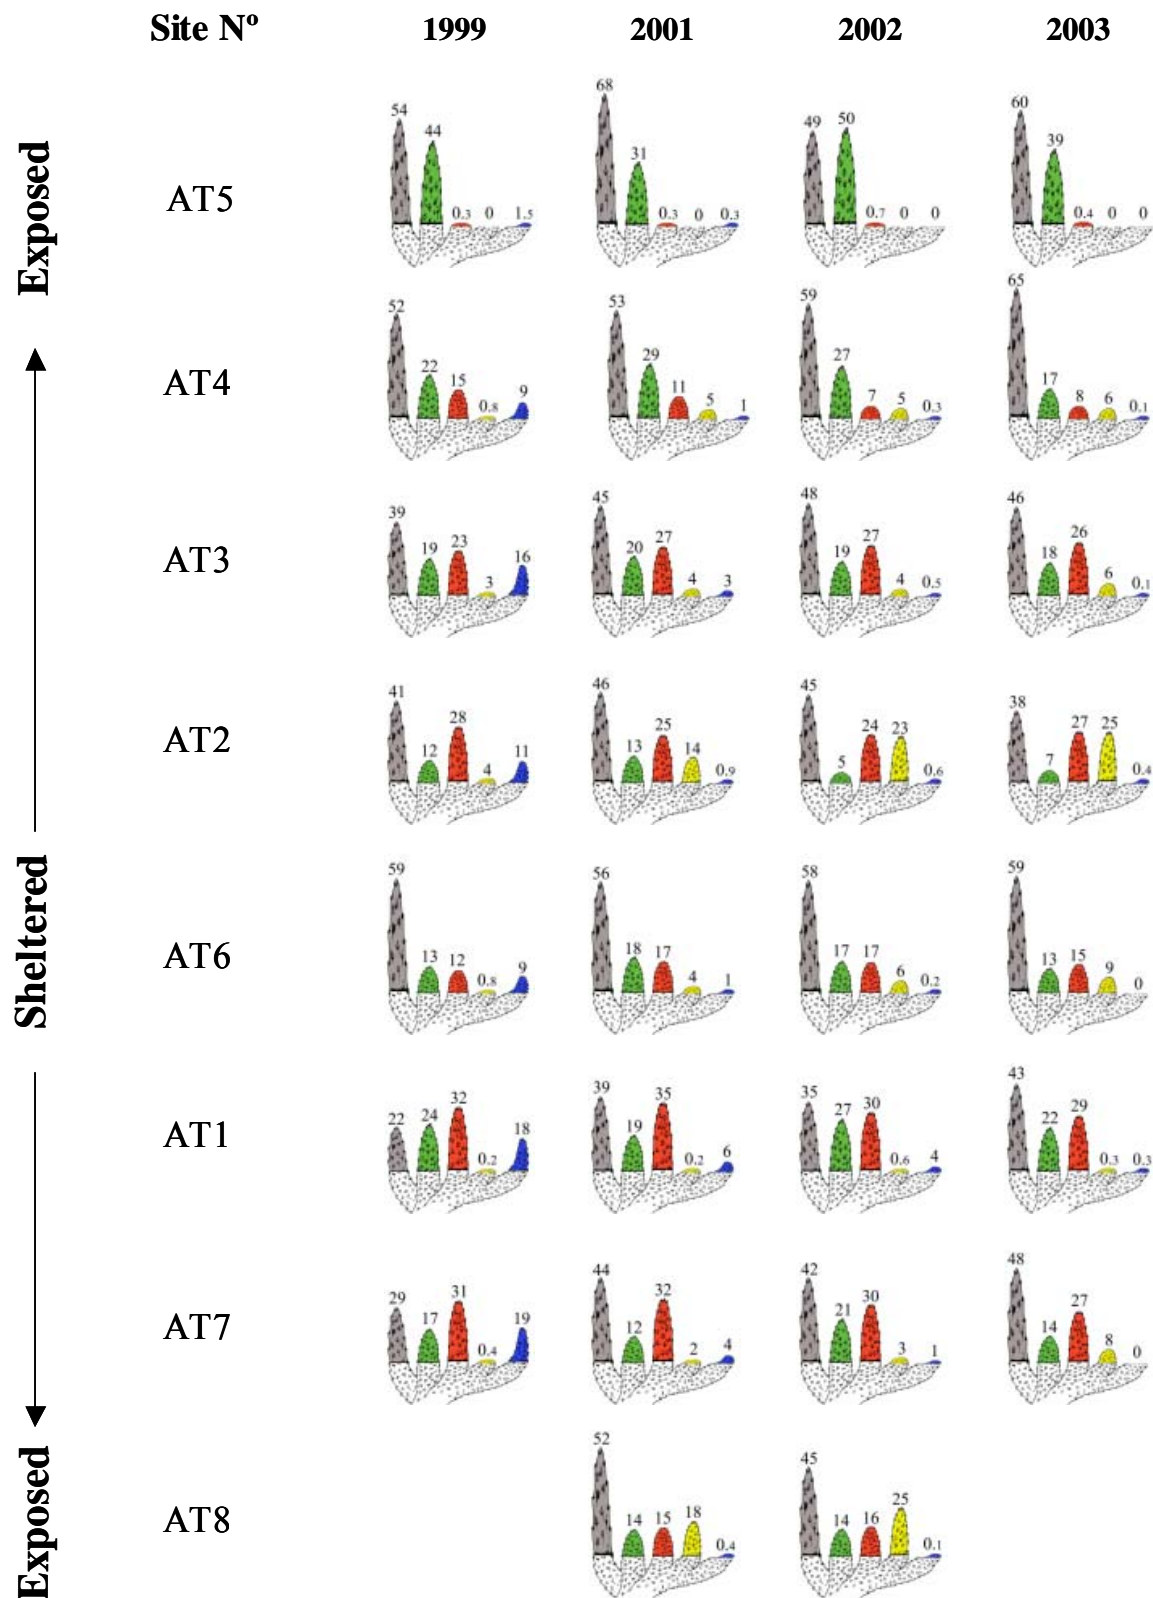 Site Nº 1999 2001 2002 2003
Exposed
Sheltered
Exposed
AT5
54 44 0.3 0 1.5
68 31 0.3 0 0.3
49 50 0.7 0 0
60 39 0.4 0 0
AT4
52 22 15 0.8 9
53 29 11 5 1
59 27 7 5 0.3
65 17 8 6 0.1
AT3
39 19 23 3 16
45 20 27 4 3
48 19 27 4 0.5
46 18 26 6 0.1
AT2
41 12 28 4 11
46 13 25 14 0.9
45 5 24 23 0.6
38 7 27 25 0.4
AT6
59 13 12 0.8 9
56 18 17 4 1
58 17 17 6 0.2
59 13 15 9 0
AT1
22 24 32 0.2 18
39 19 35 0.2 6
35 27 30 0.6 4
43 22 29 0.3 0.3
AT7
29 17 31 0.4 19
44 12 32 2 4
42 21 30 3 1
48 14 27 8 0
AT8
52 14 15 18 0.4
45 14 16 25 0.1